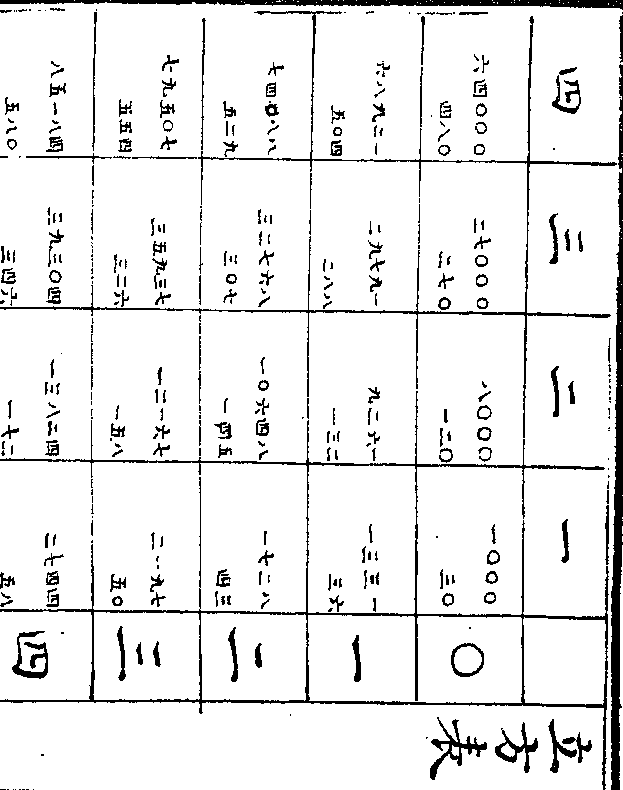 立方表
一 二 三 四
〇
一〇〇〇
三〇
八〇〇〇
一二〇
二七〇〇〇
二七〇
六四〇〇〇
四八〇
一
一三三一
三六
九二六一
一三二
二九七九一
二八八
六八九二一
五〇四
二
一七二八
四三
一〇六四八
一四五
三二七六八
三〇七
七四〇八八
五二九
三
二一九七
五〇
一二一六七
一五八
三五九三七
三二六
七九五〇七
五五四
四
二七四四
五八
一三八二四
一七二
三九三〇四
三四六
八五一八四
五八〇